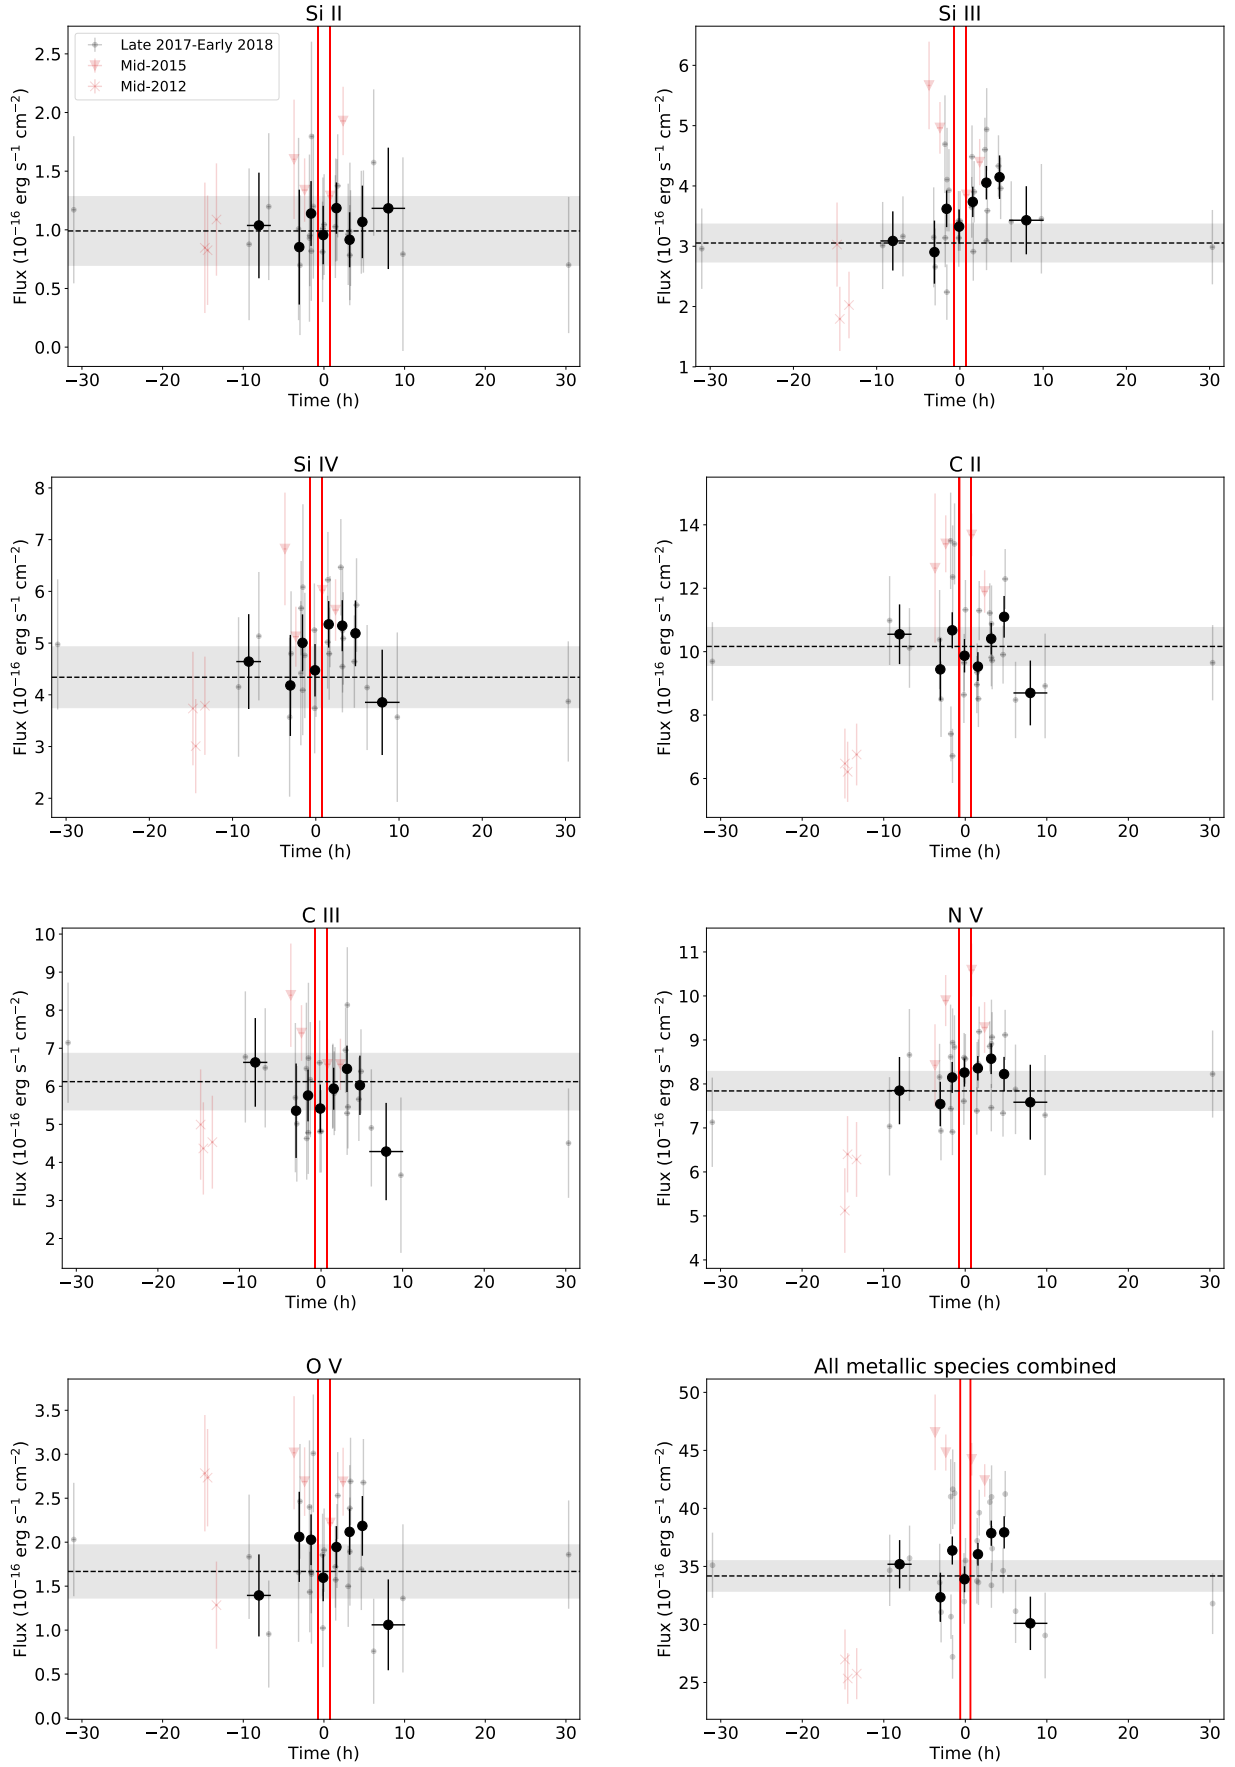 Si II
Flux (10⁻¹⁶ erg s⁻¹ cm⁻²)
2.5
2.0
1.5
1.0
0.5
0.0
Late 2017-Early 2018
Mid-2015
Mid-2012
−30 −20 −10 0 10 20 30
Time (h)
Si III
Flux (10⁻¹⁶ erg s⁻¹ cm⁻²)
6
5
4
3
2
1
−30 −20 −10 0 10 20 30
Time (h)
Si IV
Flux (10⁻¹⁶ erg s⁻¹ cm⁻²)
8
7
6
5
4
3
2
−30 −20 −10 0 10 20 30
Time (h)
C II
Flux (10⁻¹⁶ erg s⁻¹ cm⁻²)
14
12
10
8
6
−30 −20 −10 0 10 20 30
Time (h)
C III
Flux (10⁻¹⁶ erg s⁻¹ cm⁻²)
10
9
8
7
6
5
4
3
2
−30 −20 −10 0 10 20 30
Time (h)
N V
Flux (10⁻¹⁶ erg s⁻¹ cm⁻²)
11
10
9
8
7
6
5
4
−30 −20 −10 0 10 20 30
Time (h)
O V
Flux (10⁻¹⁶ erg s⁻¹ cm⁻²)
3.5
3.0
2.5
2.0
1.5
1.0
0.5
0.0
−30 −20 −10 0 10 20 30
Time (h)
All metallic species combined
Flux (10⁻¹⁶ erg s⁻¹ cm⁻²)
50
45
40
35
30
25
−30 −20 −10 0 10 20 30
Time (h)